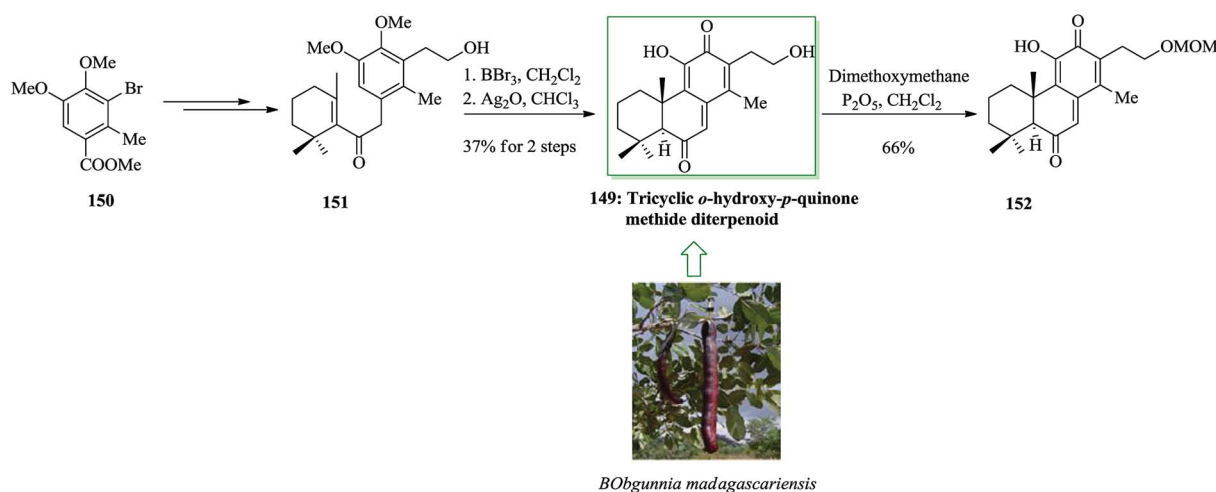 OMe
MeO
Br
Me
COOMe
150
OMe
MeO
OH
Me
O
151
1. BBr₃, CH₂Cl₂
2. Ag₂O, CHCl₃
37% for 2 steps
O
HO
OH
Me
H
O
149: Tricyclic o-hydroxy-p-quinone
methide diterpenoid
Dimethoxymethane
P₂O₅, CH₂Cl₂
66%
O
HO
OMOM
Me
H
O
152
BObgunnia madagascariensis